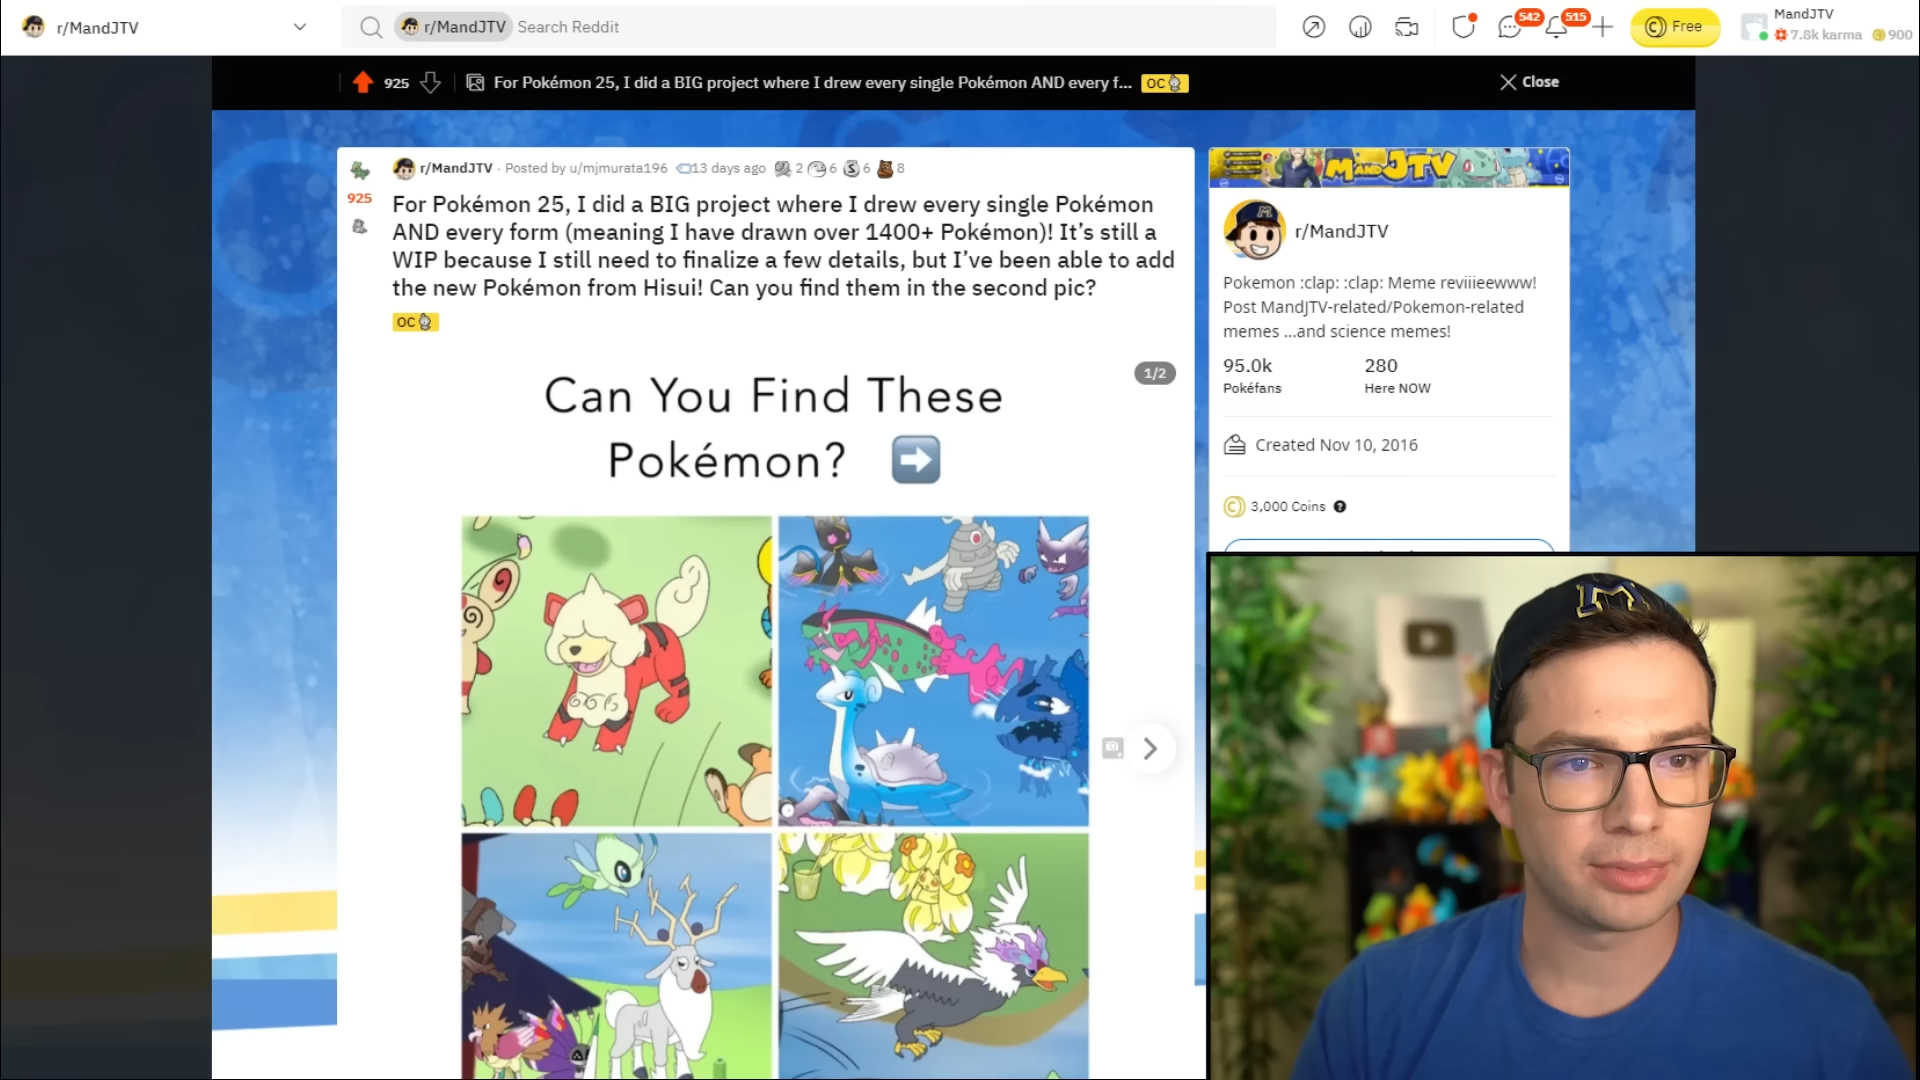 r/MandJTV
r/MandJTV Search Reddit
542
515
Free
MandJTV
7.8k karma 900
925 For Pokémon 25, I did a BIG project where I drew every single Pokémon AND every f... OC
Close
r/MandJTV · Posted by u/mjmurata196 13 days ago 2 6 S 6 8
925
For Pokémon 25, I did a BIG project where I drew every single Pokémon
AND every form (meaning I have drawn over 1400+ Pokémon)! It's still a
WIP because I still need to finalize a few details, but I've been able to add
the new Pokémon from Hisui! Can you find them in the second pic?
OC
Can You Find These
Pokémon?
1/2
MANDJTV
M
r/MandJTV
Pokemon :clap: :clap: Meme reviiieewww!
Post MandJTV-related/Pokemon-related
memes ...and science memes!
95.0k 280
Pokéfans Here NOW
Created Nov 10, 2016
3,000 Coins ?
M